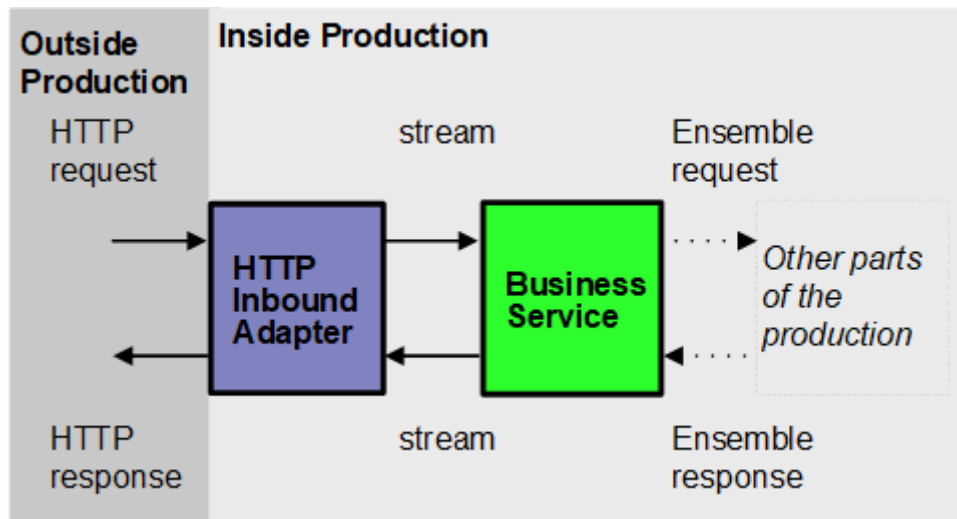 Outside
Production
Inside Production
HTTP
request
stream
Ensemble
request
HTTP
Inbound
Adapter
Business
Service
Other parts
of the
production
HTTP
response
stream
Ensemble
response